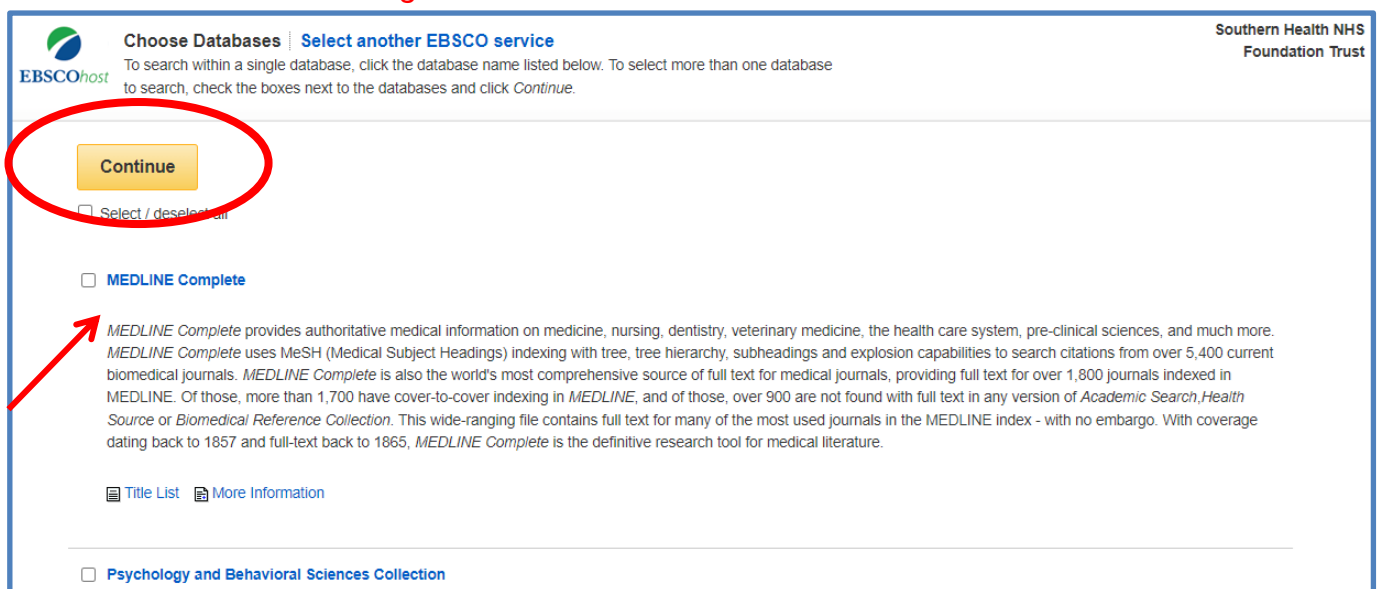 Choose Databases Select another EBSCO service
Southern Health NHS
Foundation Trust
EBSCOhost
To search within a single database, click the database name listed below. To select more than one database
to search, check the boxes next to the databases and click Continue.
Continue
Select / deselect all
MEDLINE Complete
MEDLINE Complete provides authoritative medical information on medicine, nursing, dentistry, veterinary medicine, the health care system, pre-clinical sciences, and much more.
MEDLINE Complete uses MeSH (Medical Subject Headings) indexing with tree, tree hierarchy, subheadings and explosion capabilities to search citations from over 5,400 current
biomedical journals. MEDLINE Complete is also the world's most comprehensive source of full text for medical journals, providing full text for over 1,800 journals indexed in
MEDLINE. Of those, more than 1,700 have cover-to-cover indexing in MEDLINE, and of those, over 900 are not found with full text in any version of Academic Search,Health
Source or Biomedical Reference Collection. This wide-ranging file contains full text for many of the most used journals in the MEDLINE index - with no embargo. With coverage
dating back to 1857 and full-text back to 1865, MEDLINE Complete is the definitive research tool for medical literature.
Title List More Information
Psychology and Behavioral Sciences Collection